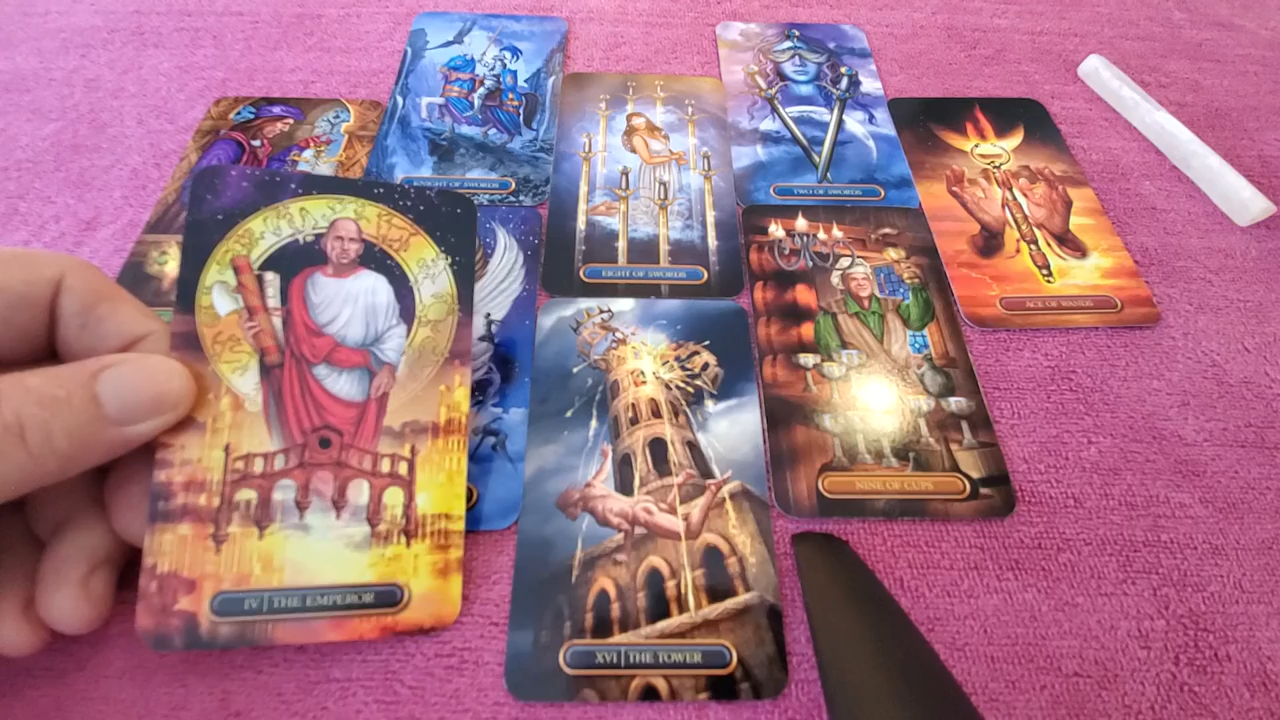 KNIGHT OF SWORDS
TWO OF SWORDS
EIGHT OF SWORDS
ACE OF WANDS
NINE OF CUPS
IV THE EMPEROR
XVI THE TOWER